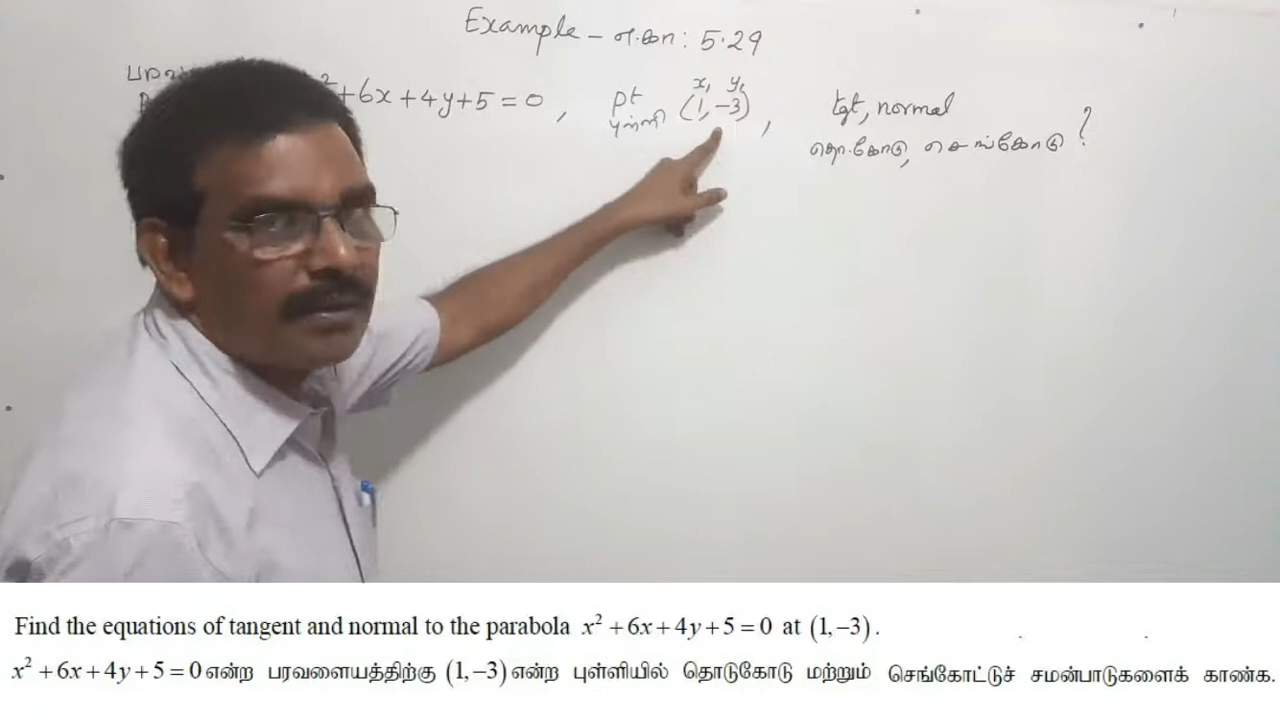 Example – எ.கா : 5.29
+6x+4y+5 = 0 , pt (1, -3) , tgt, normal
x₁ y₁
புள்ளி தொ.கோடு, செங்கோடு ?
Find the equations of tangent and normal to the parabola x² + 6x + 4y + 5 = 0 at (1, −3) .
x² + 6x + 4y + 5 = 0 என்ற பரவளையத்திற்கு (1, −3) என்ற புள்ளியில் தொடுகோடு மற்றும் செங்கோட்டுச் சமன்பாடுகளைக் காண்க.